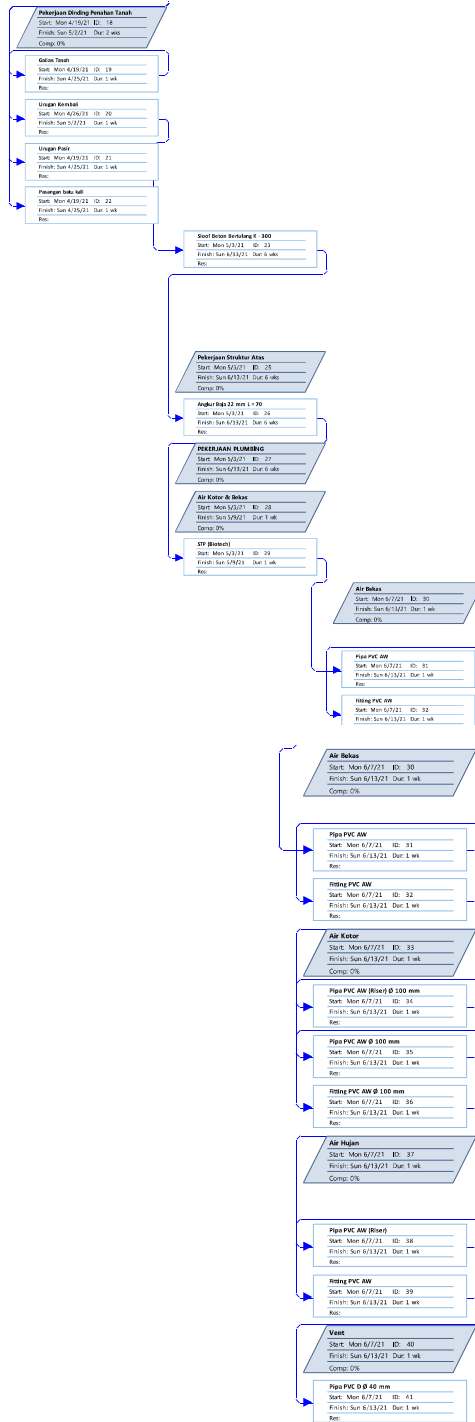 Pekerjaan Dinding Penahan Tanah
Start: Mon 4/19/21 ID: 18
Finish: Sun 5/2/21 Dur: 2 wks
Comp: 0%
Galian Tanah
Start: Mon 4/19/21 ID: 19
Finish: Sun 4/25/21 Dur: 1 wk
Res:
Urugan Kembali
Start: Mon 4/26/21 ID: 20
Finish: Sun 5/2/21 Dur: 1 wk
Res:
Urugan Pasir
Start: Mon 4/19/21 ID: 21
Finish: Sun 4/25/21 Dur: 1 wk
Res:
Pasangan batu kali
Start: Mon 4/19/21 ID: 22
Finish: Sun 4/25/21 Dur: 1 wk
Res:
Sloof Beton Bertulang K - 300
Start: Mon 5/3/21 ID: 23
Finish: Sun 6/13/21 Dur: 6 wks
Res:
Pekerjaan Struktur Atas
Start: Mon 5/3/21 ID: 25
Finish: Sun 6/13/21 Dur: 6 wks
Comp: 0%
Angkur Baja 22 mm L = 70
Start: Mon 5/3/21 ID: 26
Finish: Sun 6/13/21 Dur: 6 wks
Res:
PEKERJAAN PLUMBING
Start: Mon 5/3/21 ID: 27
Finish: Sun 6/13/21 Dur: 6 wks
Comp: 0%
Air Kotor & Bekas
Start: Mon 5/3/21 ID: 28
Finish: Sun 5/9/21 Dur: 1 wk
Comp: 0%
STP (Biotech)
Start: Mon 5/3/21 ID: 29
Finish: Sun 5/9/21 Dur: 1 wk
Res:
Air Bekas
Start: Mon 6/7/21 ID: 30
Finish: Sun 6/13/21 Dur: 1 wk
Comp: 0%
Pipa PVC AW
Start: Mon 6/7/21 ID: 31
Finish: Sun 6/13/21 Dur: 1 wk
Res:
Fitting PVC AW
Start: Mon 6/7/21 ID: 32
Finish: Sun 6/13/21 Dur: 1 wk
Air Bekas
Start: Mon 6/7/21 ID: 30
Finish: Sun 6/13/21 Dur: 1 wk
Comp: 0%
Pipa PVC AW
Start: Mon 6/7/21 ID: 31
Finish: Sun 6/13/21 Dur: 1 wk
Res:
Fitting PVC AW
Start: Mon 6/7/21 ID: 32
Finish: Sun 6/13/21 Dur: 1 wk
Res:
Air Kotor
Start: Mon 6/7/21 ID: 33
Finish: Sun 6/13/21 Dur: 1 wk
Comp: 0%
Pipa PVC AW (Riser) Ø 100 mm
Start: Mon 6/7/21 ID: 34
Finish: Sun 6/13/21 Dur: 1 wk
Res:
Pipa PVC AW Ø 100 mm
Start: Mon 6/7/21 ID: 35
Finish: Sun 6/13/21 Dur: 1 wk
Res:
Fitting PVC AW Ø 100 mm
Start: Mon 6/7/21 ID: 36
Finish: Sun 6/13/21 Dur: 1 wk
Res:
Air Hujan
Start: Mon 6/7/21 ID: 37
Finish: Sun 6/13/21 Dur: 1 wk
Comp: 0%
Pipa PVC AW (Riser)
Start: Mon 6/7/21 ID: 38
Finish: Sun 6/13/21 Dur: 1 wk
Res:
Fitting PVC AW
Start: Mon 6/7/21 ID: 39
Finish: Sun 6/13/21 Dur: 1 wk
Res:
Vent
Start: Mon 6/7/21 ID: 40
Finish: Sun 6/13/21 Dur: 1 wk
Comp: 0%
Pipa PVC D Ø 40 mm
Start: Mon 6/7/21 ID: 41
Finish: Sun 6/13/21 Dur: 1 wk
Res: